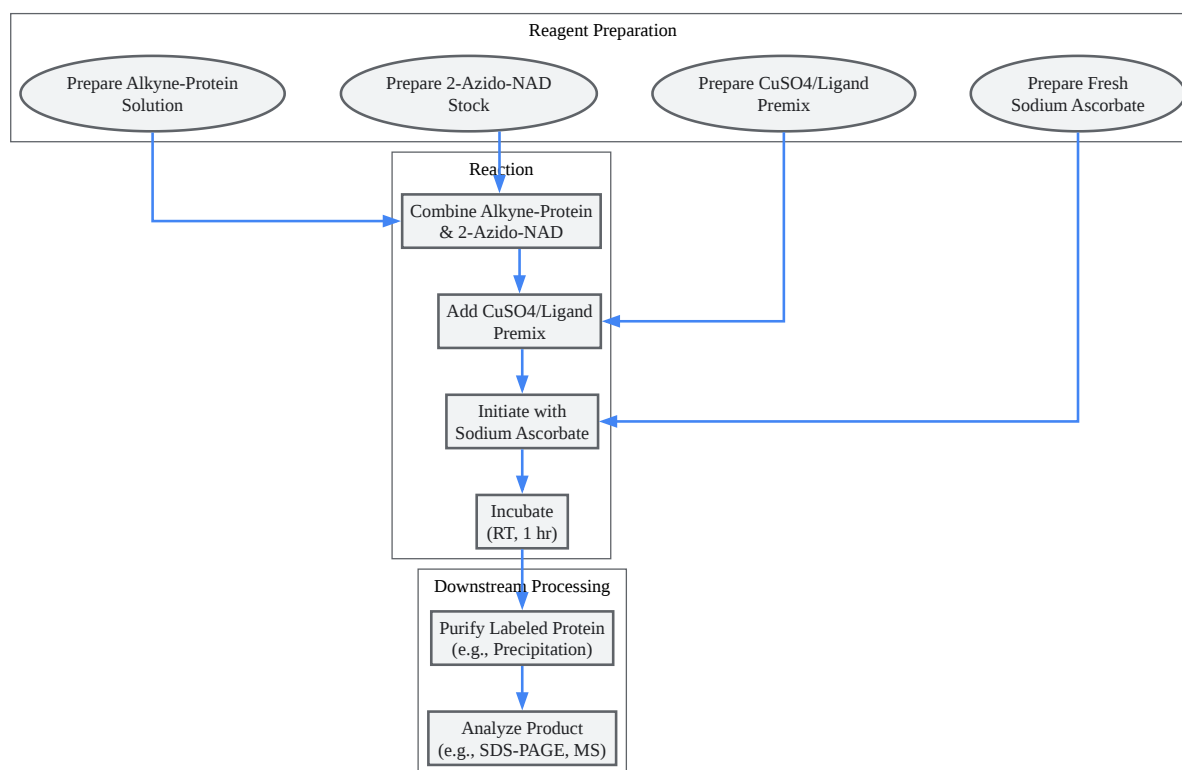 Reagent Preparation
Prepare Alkyne-Protein
Solution
Prepare 2-Azido-NAD
Stock
Prepare CuSO4/Ligand
Premix
Prepare Fresh
Sodium Ascorbate
Reaction
Combine Alkyne-Protein
& 2-Azido-NAD
Add CuSO4/Ligand
Premix
Initiate with
Sodium Ascorbate
Incubate
(RT, 1 hr)
Downstream Processing
Purify Labeled Protein
(e.g., Precipitation)
Analyze Product
(e.g., SDS-PAGE, MS)